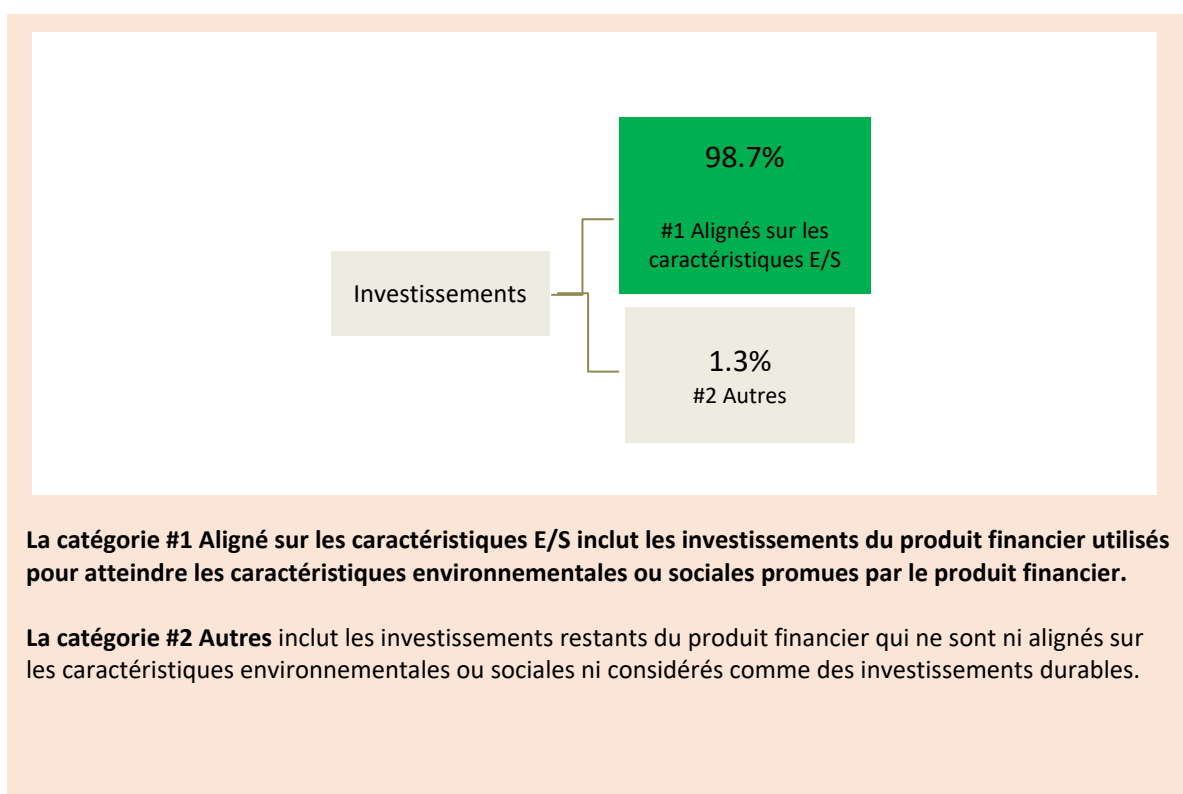 98.7%
#1 Alignés sur les
caractéristiques E/S
Investissements
1.3%
#2 Autres
La catégorie #1 Aligné sur les caractéristiques E/S inclut les investissements du produit financier utilisés
pour atteindre les caractéristiques environnementales ou sociales promues par le produit financier.
La catégorie #2 Autres inclut les investissements restants du produit financier qui ne sont ni alignés sur
les caractéristiques environnementales ou sociales ni considérés comme des investissements durables.